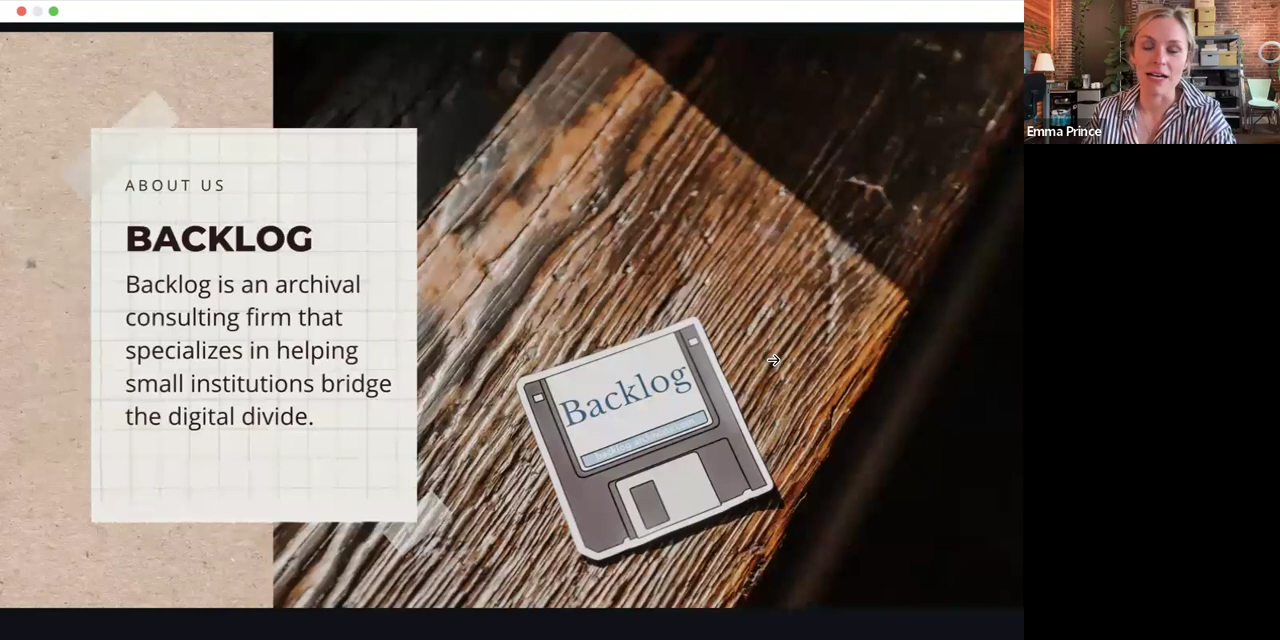 ABOUT US
BACKLOG
Backlog is an archival
consulting firm that
specializes in helping
small institutions bridge
the digital divide.
Backlog
Emma Prince